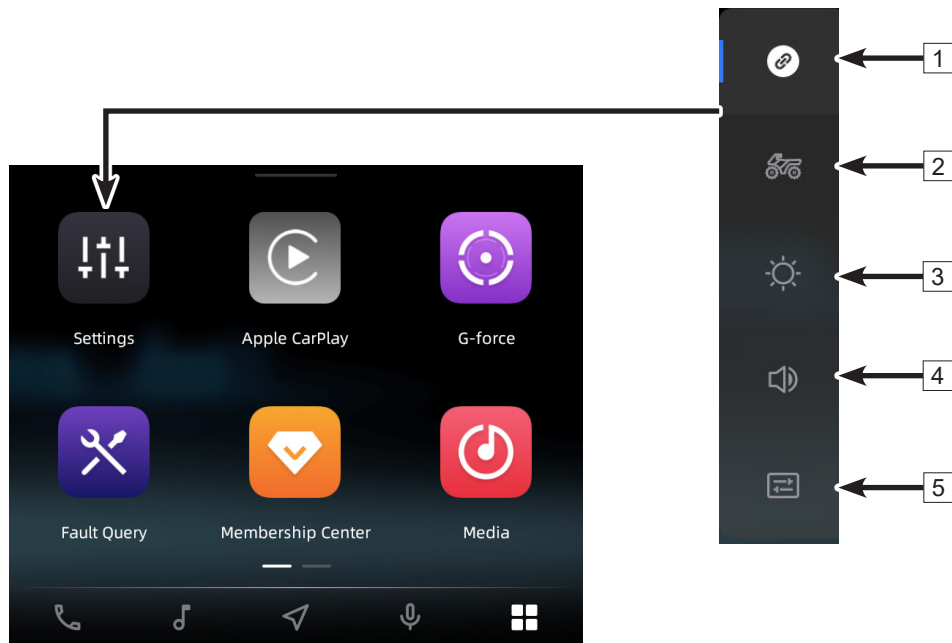 1
2
3
4
5
Settings
Apple CarPlay
G-force
Fault Query
Membership Center
Media